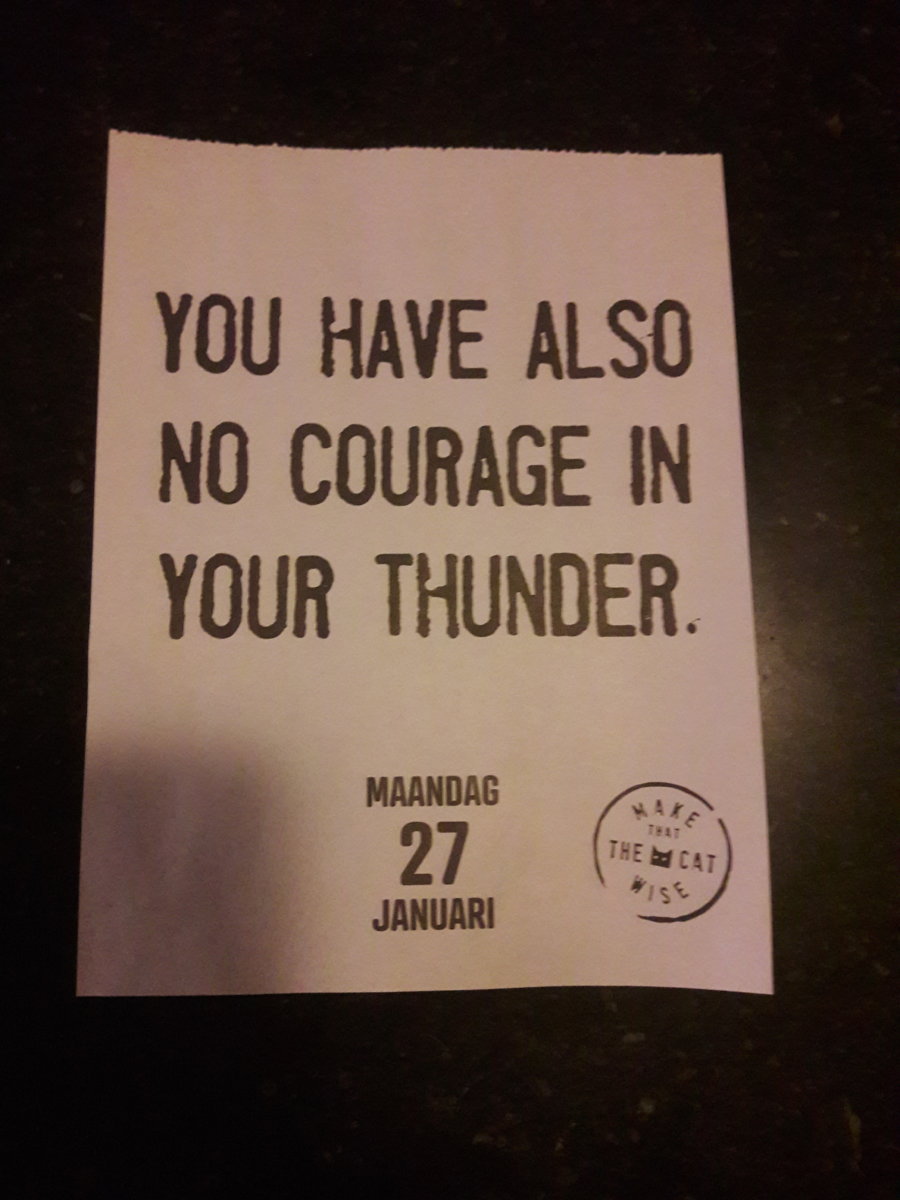 YOU HAVE ALSO
NO COURAGE IN
YOUR THUNDER.
MAANDAG
27
JANUARI
MAKE
THAT
THE CAT
WISE